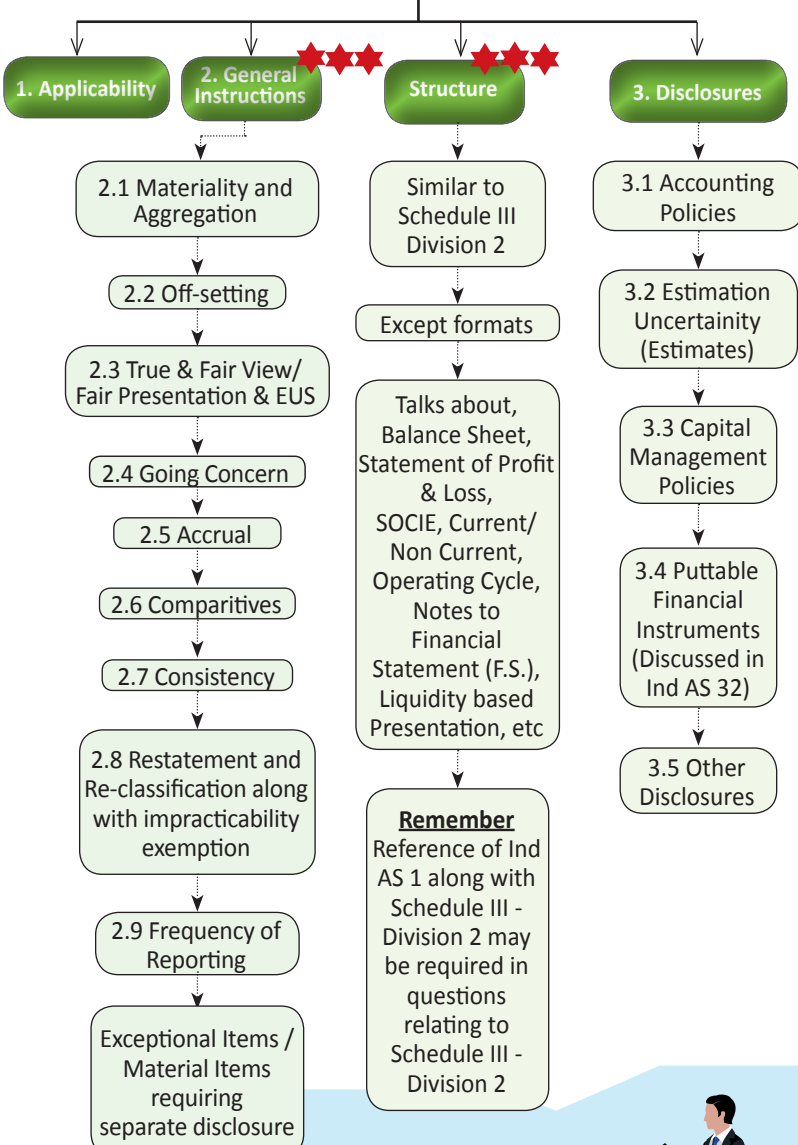 1. Applicability
2. General
Instructions
Structure
3. Disclosures
2.1 Materiality and
Aggregation
2.2 Off-setting
2.3 True & Fair View/
Fair Presentation & EUS
2.4 Going Concern
2.5 Accrual
2.6 Comparitives
2.7 Consistency
2.8 Restatement and
Re-classification along
with impracticability
exemption
2.9 Frequency of
Reporting
Exceptional Items /
Material Items
requiring
separate disclosure
Similar to
Schedule III
Division 2
Except formats
Talks about,
Balance Sheet,
Statement of Profit
& Loss,
SOCIE, Current/
Non Current,
Operating Cycle,
Notes to
Financial
Statement (F.S.),
Liquidity based
Presentation, etc
Remember
Reference of Ind
AS 1 along with
Schedule III -
Division 2 may
be required in
questions
relating to
Schedule III -
Division 2
3.1 Accounting
Policies
3.2 Estimation
Uncertainity
(Estimates)
3.3 Capital
Management
Policies
3.4 Puttable
Financial
Instruments
(Discussed in
Ind AS 32)
3.5 Other
Disclosures